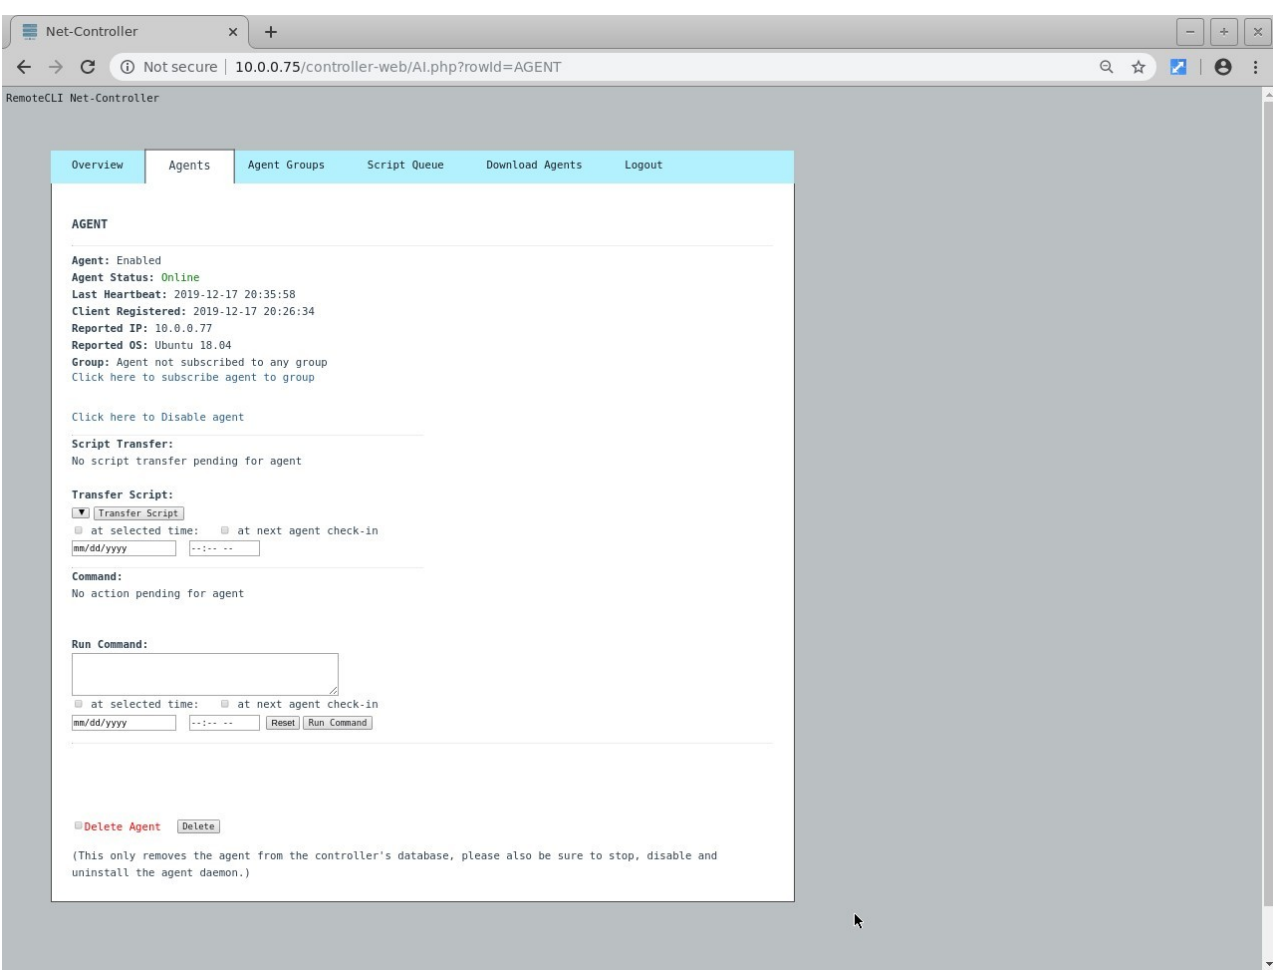 Net-Controller
Not secure 10.0.0.75/controller-web/AI.php?rowId=AGENT
RemoteCLI Net-Controller
Overview Agents Agent Groups Script Queue Download Agents Logout
AGENT
Agent: Enabled
Agent Status: Online
Last Heartbeat: 2019-12-17 20:35:58
Client Registered: 2019-12-17 20:26:34
Reported IP: 10.0.0.77
Reported OS: Ubuntu 18.04
Group: Agent not subscribed to any group
Click here to subscribe agent to group
Click here to Disable agent
Script Transfer:
No script transfer pending for agent
Transfer Script:
Transfer Script
at selected time: at next agent check-in
mm/dd/yyyy --:-- --
Command:
No action pending for agent
Run Command:
at selected time: at next agent check-in
mm/dd/yyyy --:-- -- Reset Run Command
Delete Agent Delete
(This only removes the agent from the controller's database, please also be sure to stop, disable and
uninstall the agent daemon.)